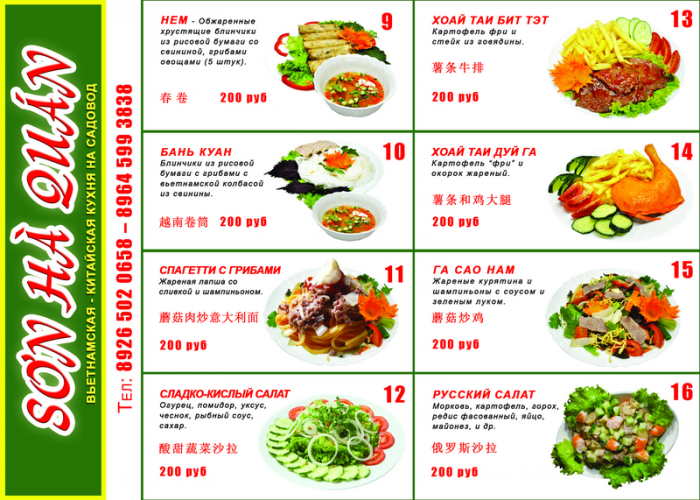 SƠN HÀ QUÁN
ВЬЕТНАМСКАЯ - КИТАЙСКАЯ КУХНЯ НА САДОВОД
Тел: 8926 502 0658 – 8964 599 3838
НЕМ - Обжаренные
хрустящие блинчики
из рисовой бумаги со
свининой, грибами
овощами (5 штук).
9
春 卷
200 руб
БАНЬ КУАН
10
Блинчики из рисовой
бумаги с грибами с
вьетнамской колбасой
из свинины.
越南卷筒
200 руб
СПАГЕТТИ С ГРИБАМИ
11
Жареная лапша со
сливкой и шампиньоном.
蘑菇肉炒意大利面
200 руб
СЛАДКО-КИСЛЫЙ САЛАТ
12
Огурец, помидор, уксус,
чеснок, рыбный соус,
сахар.
酸甜蔬菜沙拉
200 руб
ХОАЙ ТАИ БИТ ТЭТ
13
Картофель фри и
стейк из говядины.
薯条牛排
200 руб
ХОАЙ ТАИ ДУЙ ГА
14
Картофель "фри" и
окорок жареный.
薯条和鸡大腿
200 руб
ГА САО НАМ
15
Жареные курятина и
шампиньоны с соусом и
зеленым луком.
蘑菇炒鸡
200 руб
РУССКИЙ САЛАТ
16
Морковь, картофель, горох,
редис фасованный, яйцо,
майонез, и др.
俄罗斯沙拉
200 руб